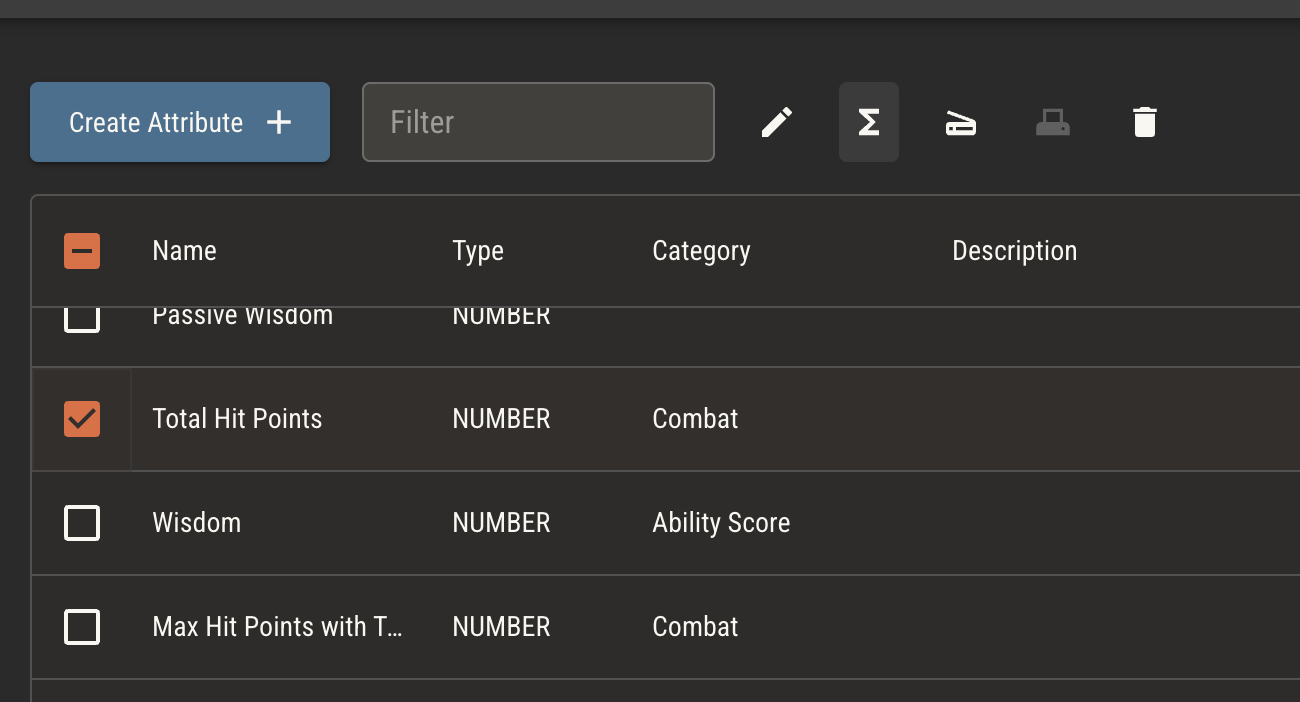 Create Attribute
Filter
Name Type Category Description
Passive Wisdom NUMBER
Total Hit Points NUMBER Combat
Wisdom NUMBER Ability Score
Max Hit Points with T... NUMBER Combat